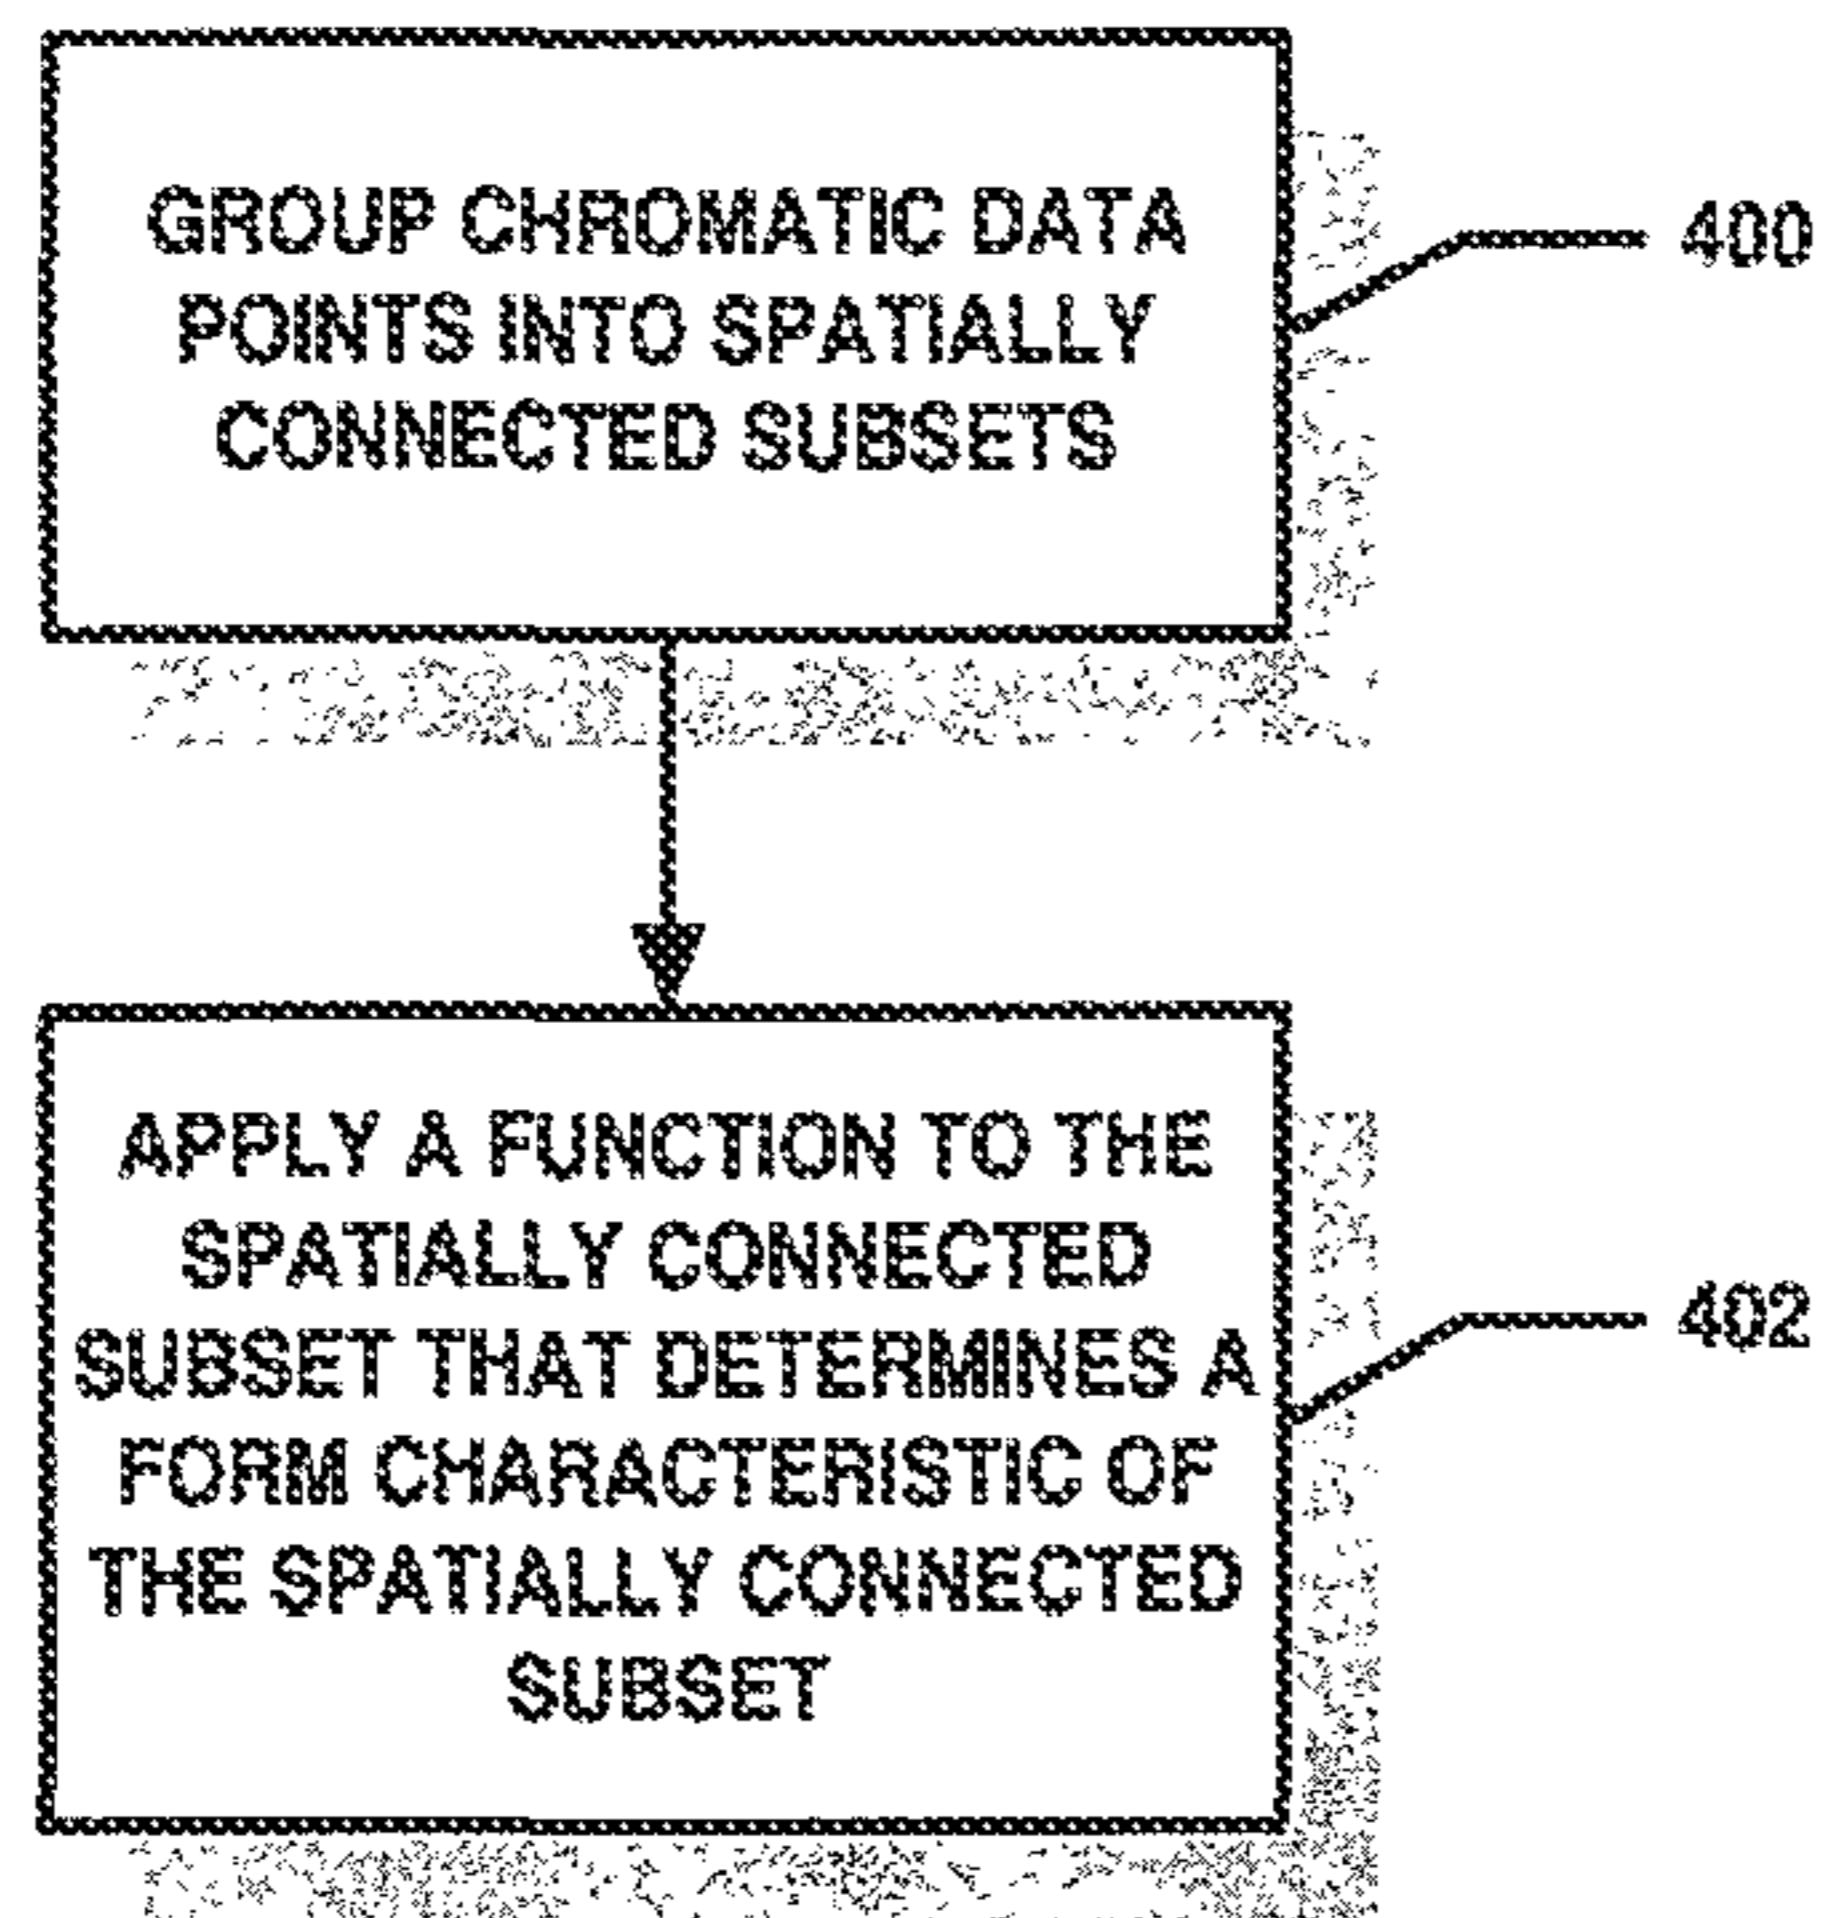 GROUP CHROMATIC DATA
POINTS INTO SPATIALLY
CONNECTED SUBSETS
400
APPLY A FUNCTION TO THE
SPATIALLY CONNECTED
SUBSET THAT DETERMINES A
FORM CHARACTERISTIC OF
THE SPATIALLY CONNECTED
SUBSET
402